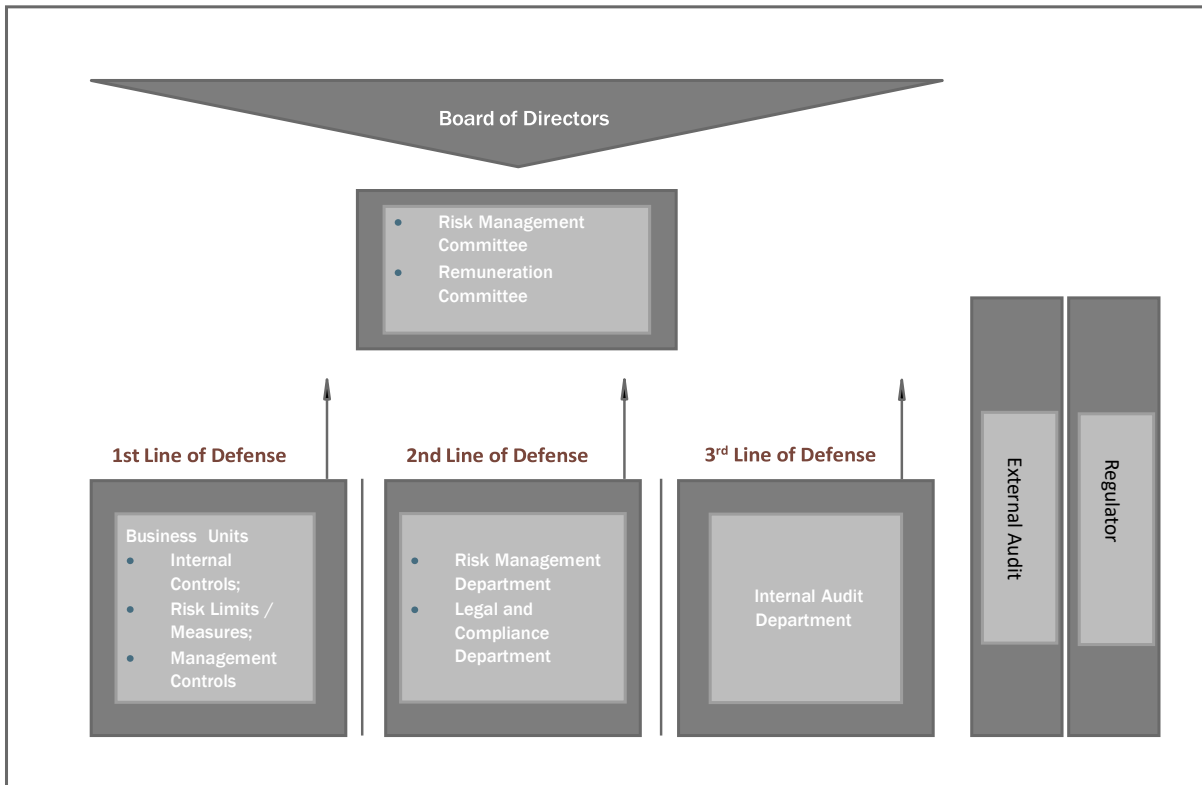 Board of Directors
• Risk Management
Committee
• Remuneration
Committee
1st Line of Defense
2nd Line of Defense
3rd Line of Defense
Business Units
• Internal
Controls;
• Risk Limits /
Measures;
• Management
Controls
• Risk Management
Department
• Legal and
Compliance
Department
Internal Audit
Department
External Audit
Regulator